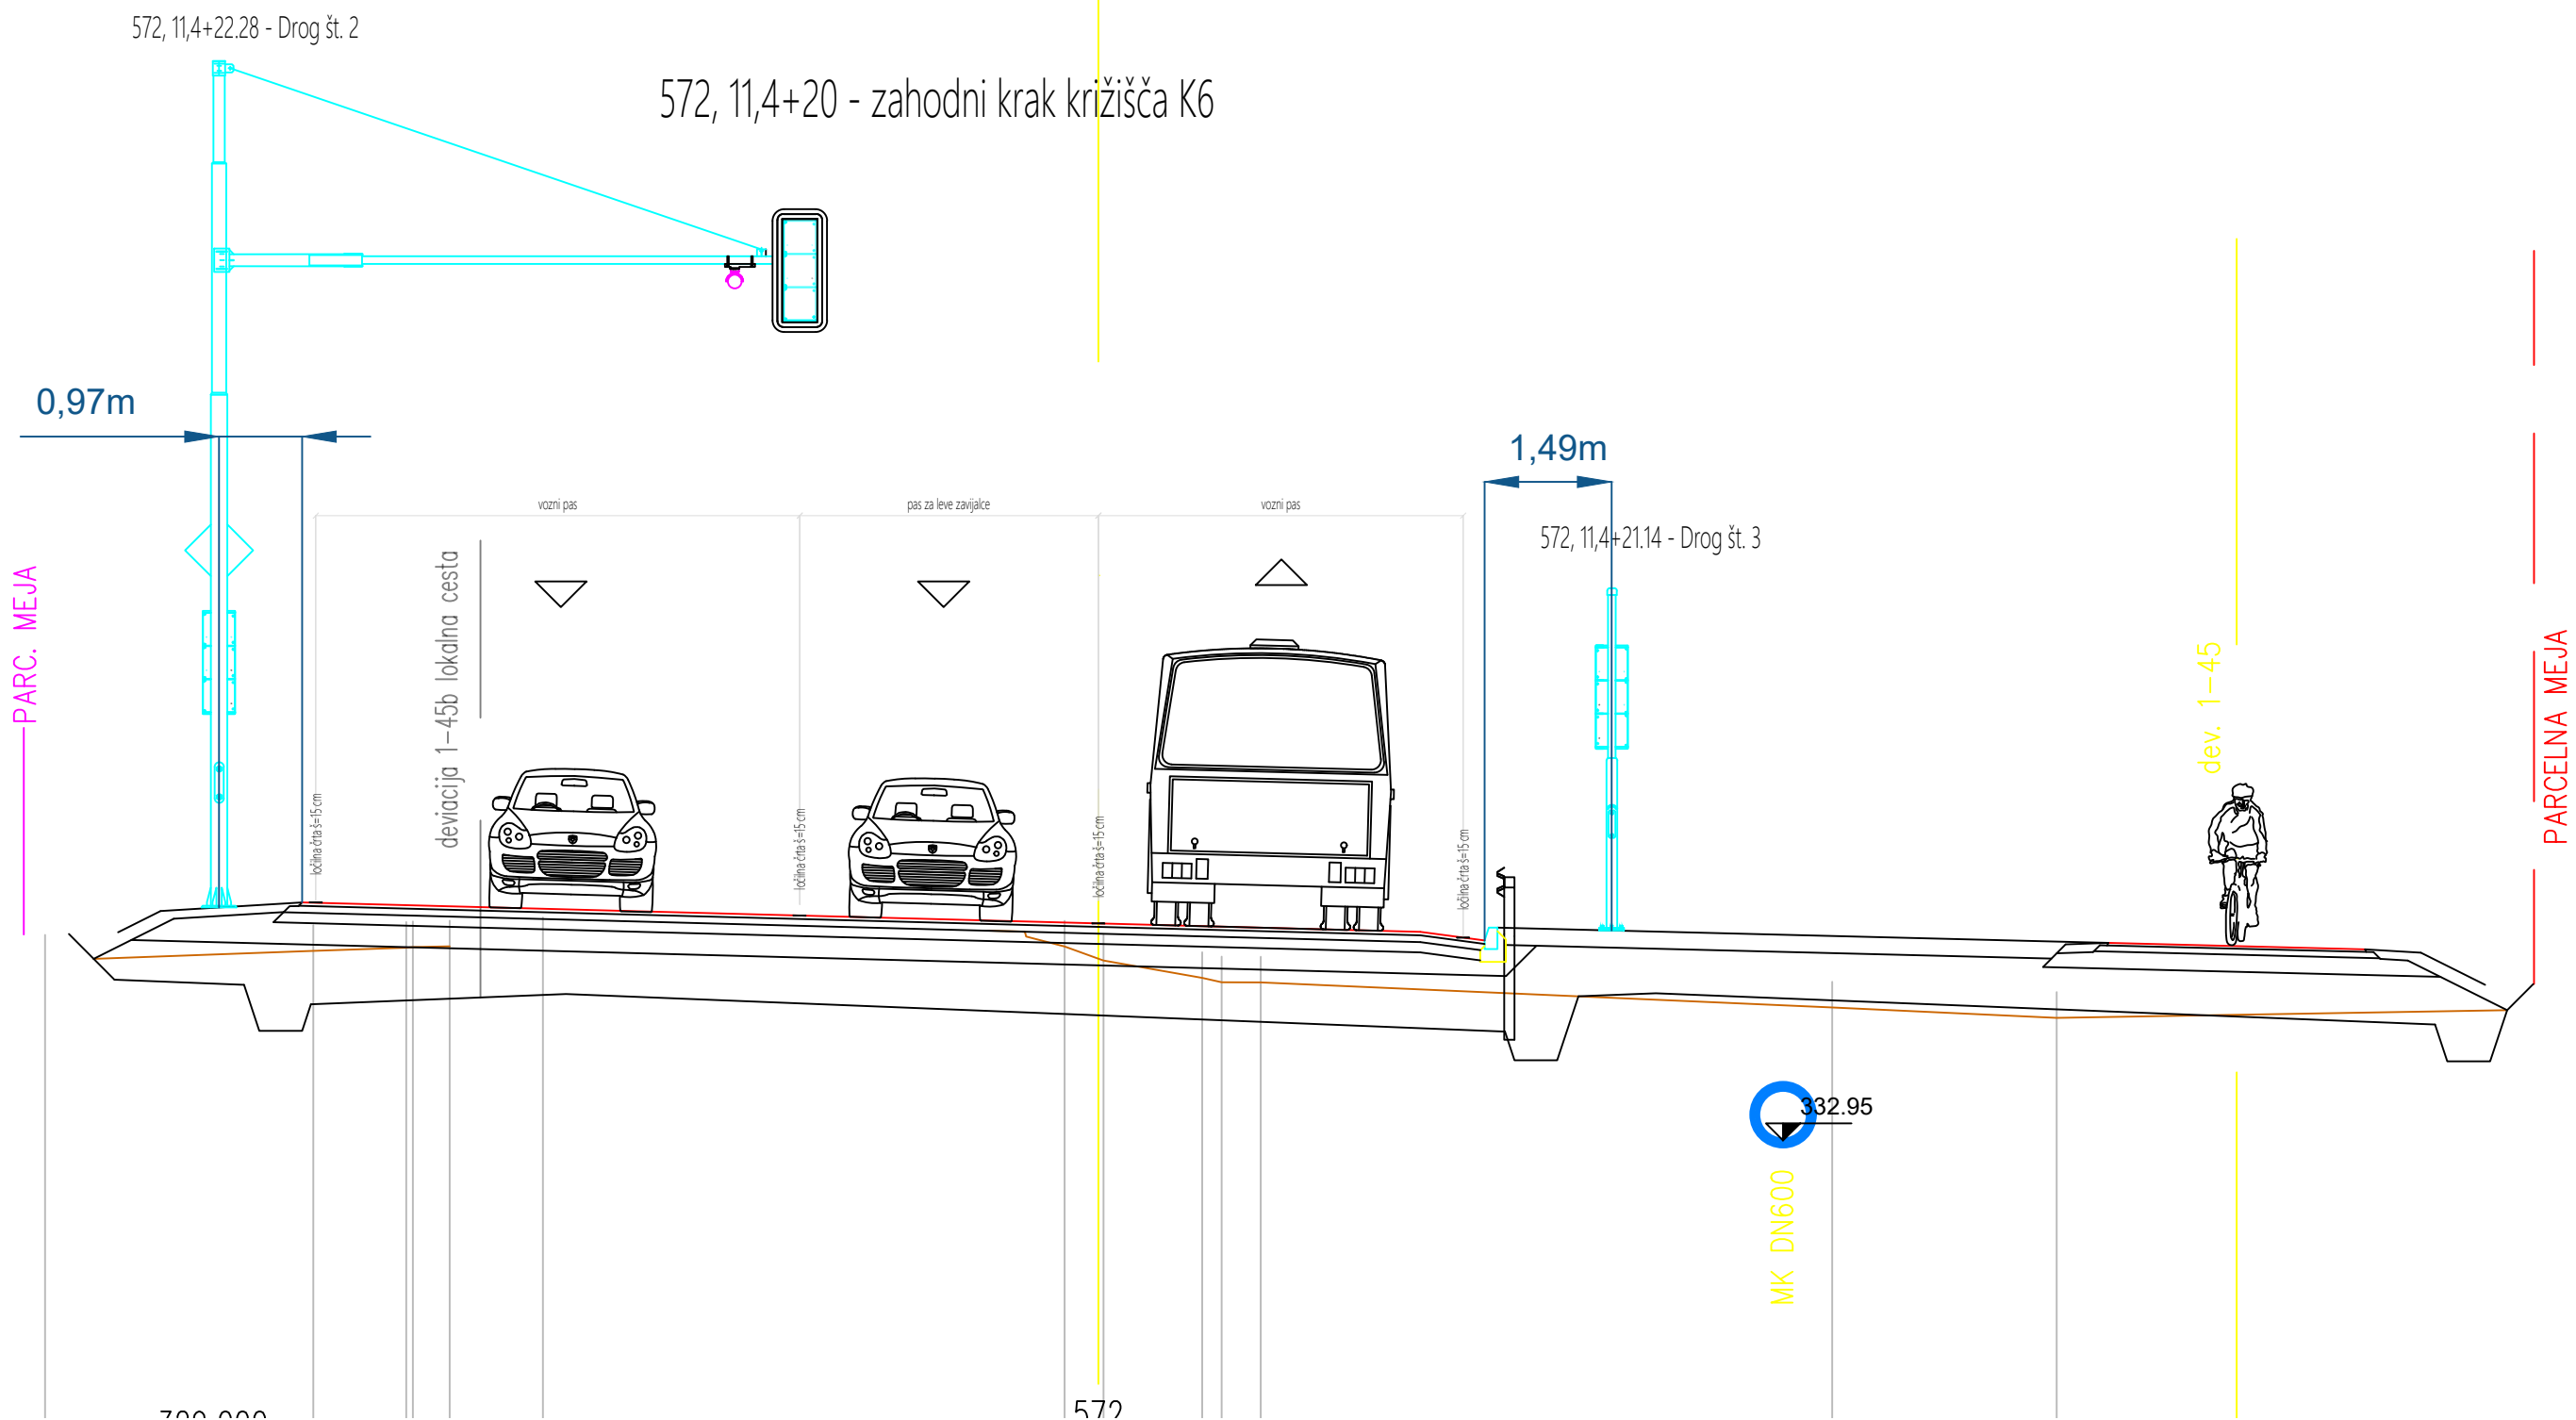 572, 11,4+22.28 - Drog št. 2
572, 11,4+20 - zahodni krak križišča K6
0,97m
1,49m
vozni pas
pas za leve zavijalce
vozni pas
572, 11,4+21.14 - Drog št. 3
PARC. MEJA
deviacija 1-45b lokalna cesta
ločilna črta š=15 cm
ločilna črta š=15 cm
ločilna črta š=15 cm
ločilna črta š=15 cm
dev. 1-45
PARCELNA MEJA
332.95
MK DN600
572